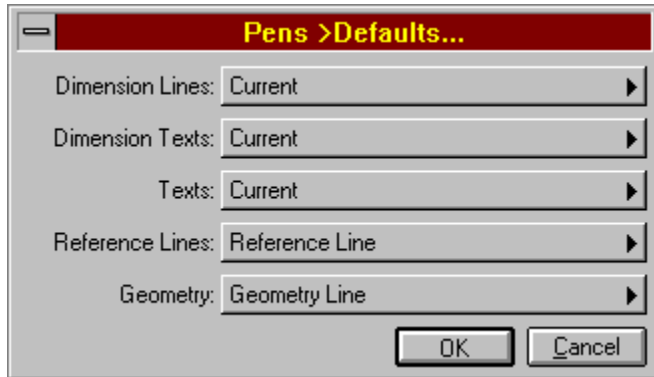 Pens >Defaults...
Dimension Lines: Current
Dimension Texts: Current
Texts: Current
Reference Lines: Reference Line
Geometry: Geometry Line
OK Cancel